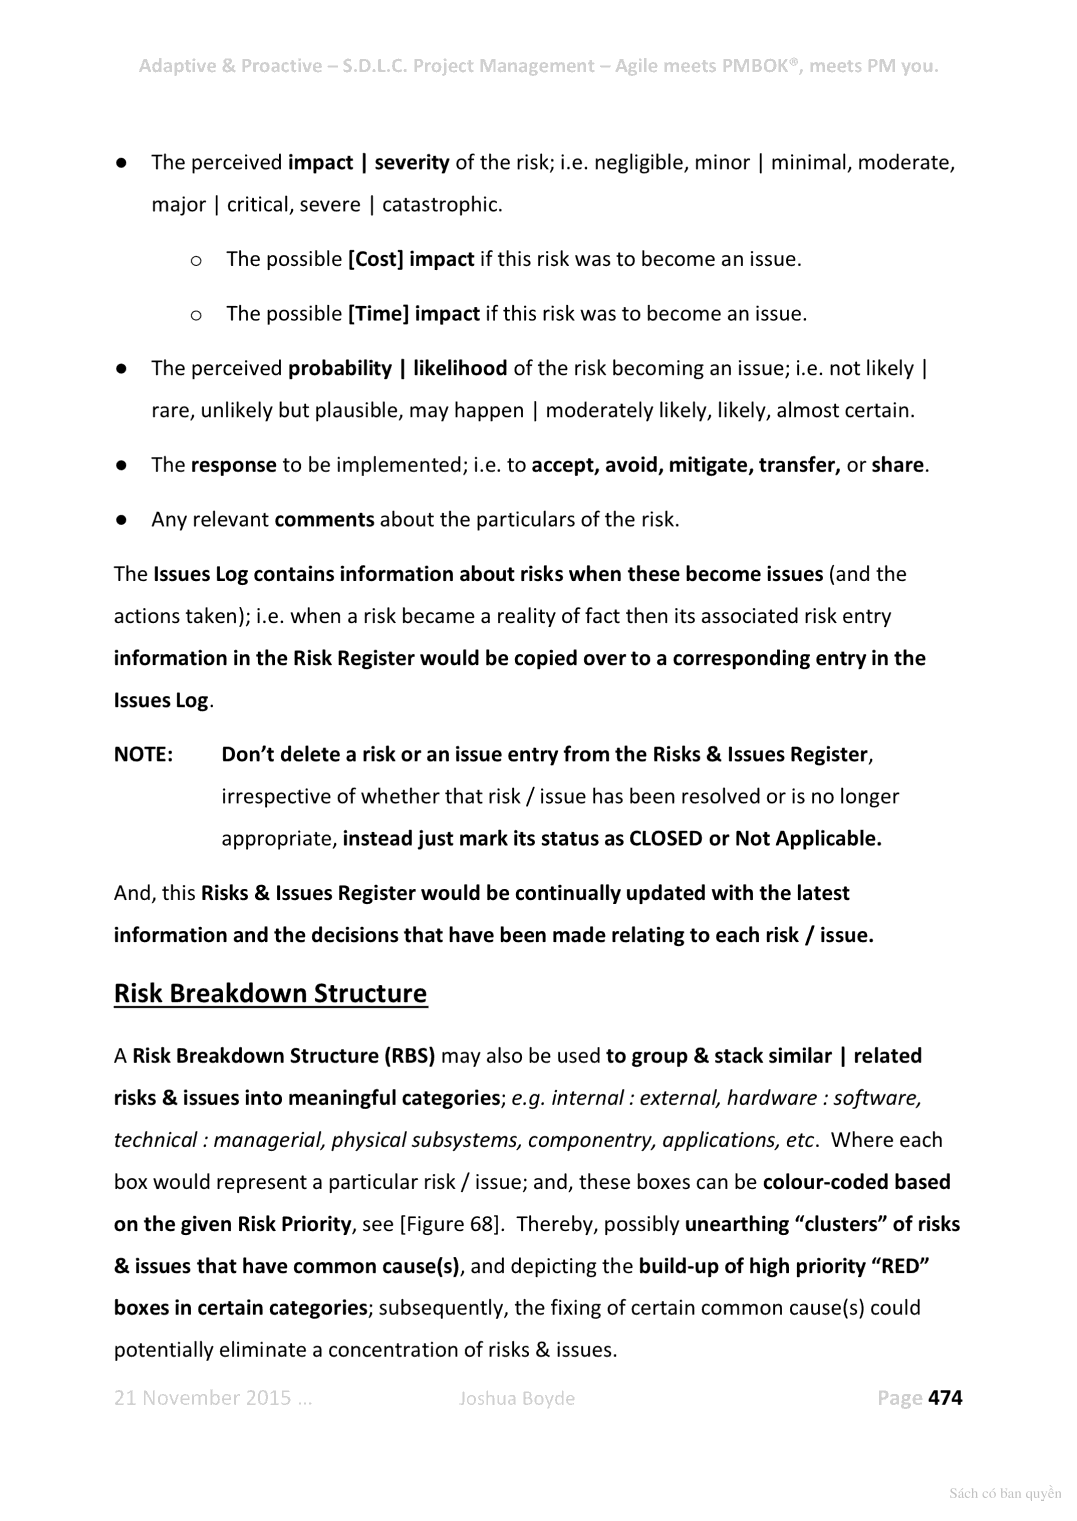 Adaptive & Proactive – S.D.L.C. Project Management – Agile meets PMBOK®, meets PM you.
● The perceived impact | severity of the risk; i.e. negligible, minor | minimal, moderate,
major | critical, severe | catastrophic.
o The possible [Cost] impact if this risk was to become an issue.
o The possible [Time] impact if this risk was to become an issue.
● The perceived probability | likelihood of the risk becoming an issue; i.e. not likely |
rare, unlikely but plausible, may happen | moderately likely, likely, almost certain.
● The response to be implemented; i.e. to accept, avoid, mitigate, transfer, or share.
● Any relevant comments about the particulars of the risk.
The Issues Log contains information about risks when these become issues (and the
actions taken); i.e. when a risk became a reality of fact then its associated risk entry
information in the Risk Register would be copied over to a corresponding entry in the
Issues Log.
NOTE: Don’t delete a risk or an issue entry from the Risks & Issues Register,
irrespective of whether that risk / issue has been resolved or is no longer
appropriate, instead just mark its status as CLOSED or Not Applicable.
And, this Risks & Issues Register would be continually updated with the latest
information and the decisions that have been made relating to each risk / issue.
Risk Breakdown Structure
A Risk Breakdown Structure (RBS) may also be used to group & stack similar | related
risks & issues into meaningful categories; e.g. internal : external, hardware : software,
technical : managerial, physical subsystems, componentry, applications, etc. Where each
box would represent a particular risk / issue; and, these boxes can be colour-coded based
on the given Risk Priority, see [Figure 68]. Thereby, possibly unearthing “clusters” of risks
& issues that have common cause(s), and depicting the build-up of high priority “RED”
boxes in certain categories; subsequently, the fixing of certain common cause(s) could
potentially eliminate a concentration of risks & issues.
21 November 2015 … Joshua Boyde Page 474
Sách có bản quyền